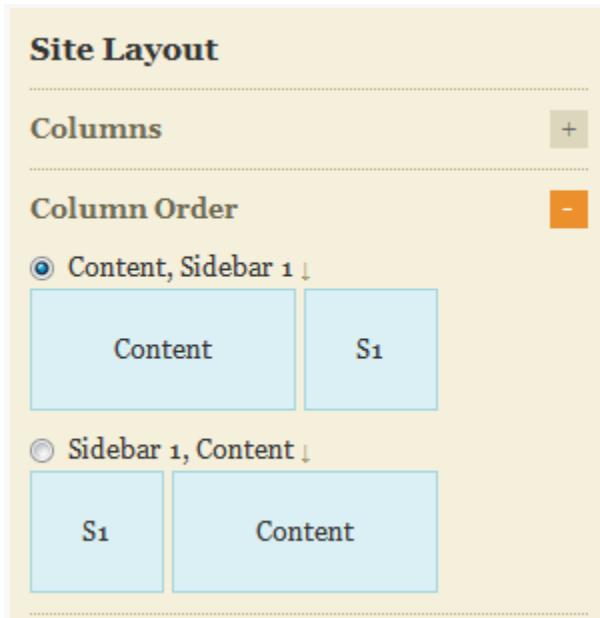 Site Layout
Columns +
Column Order -
Content, Sidebar 1 ↓
Content S1
Sidebar 1, Content ↓
S1 Content